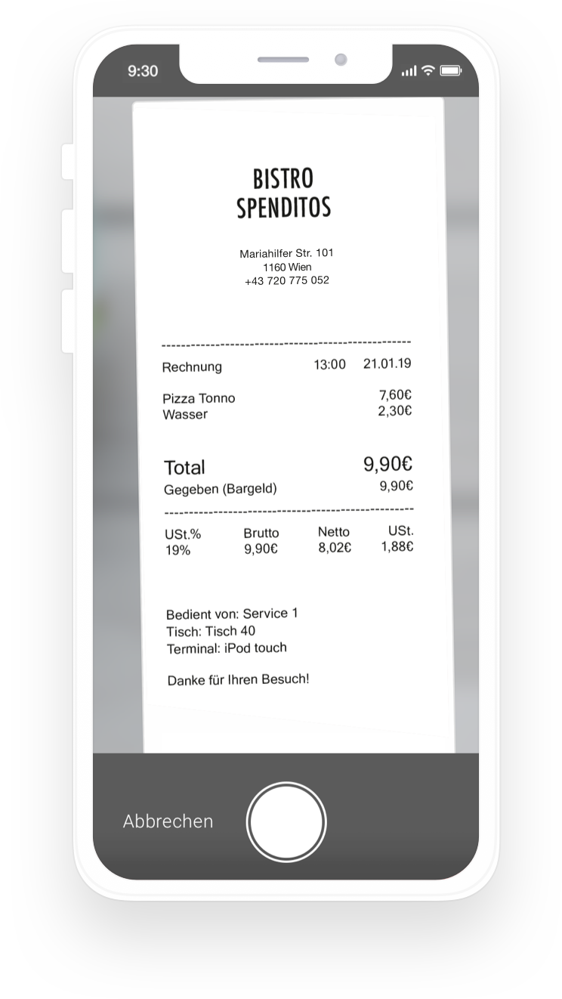 9:30
BISTRO
SPENDITOS
Mariahilfer Str. 101
1160 Wien
+43 720 775 052
Rechnung 13:00 21.01.19
Pizza Tonno 7,60€
Wasser 2,30€
Total 9,90€
Gegeben (Bargeld) 9,90€
USt.% Brutto Netto USt.
19% 9,90€ 8,02€ 1,88€
Bedient von: Service 1
Tisch: Tisch 40
Terminal: iPod touch
Danke für Ihren Besuch!
Abbrechen